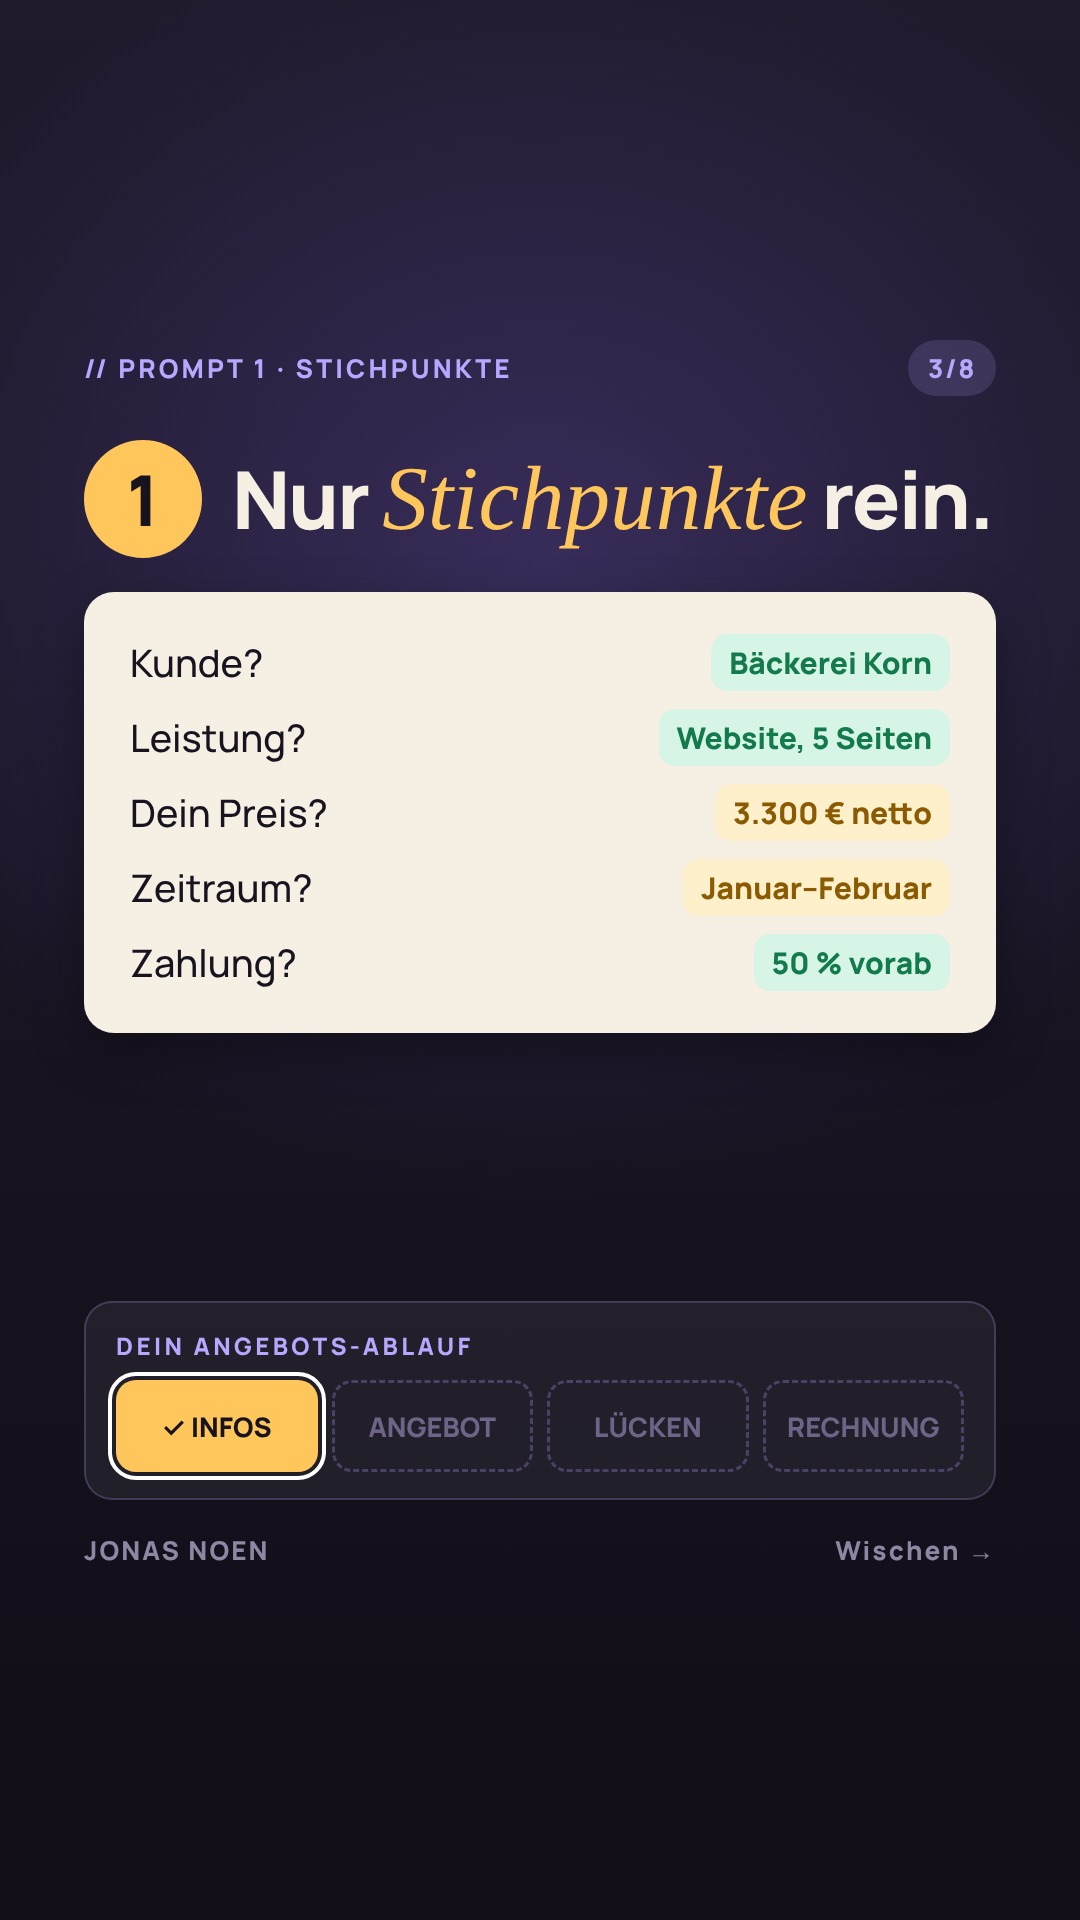 // PROMPT 1 · STICHPUNKTE
3/8
1
Nur Stichpunkte rein.
Kunde? Bäckerei Korn
Leistung? Website, 5 Seiten
Dein Preis? 3.300 € netto
Zeitraum? Januar–Februar
Zahlung? 50 % vorab
DEIN ANGEBOTS-ABLAUF
✓ INFOS ANGEBOT LÜCKEN RECHNUNG
JONAS NOEN Wischen →